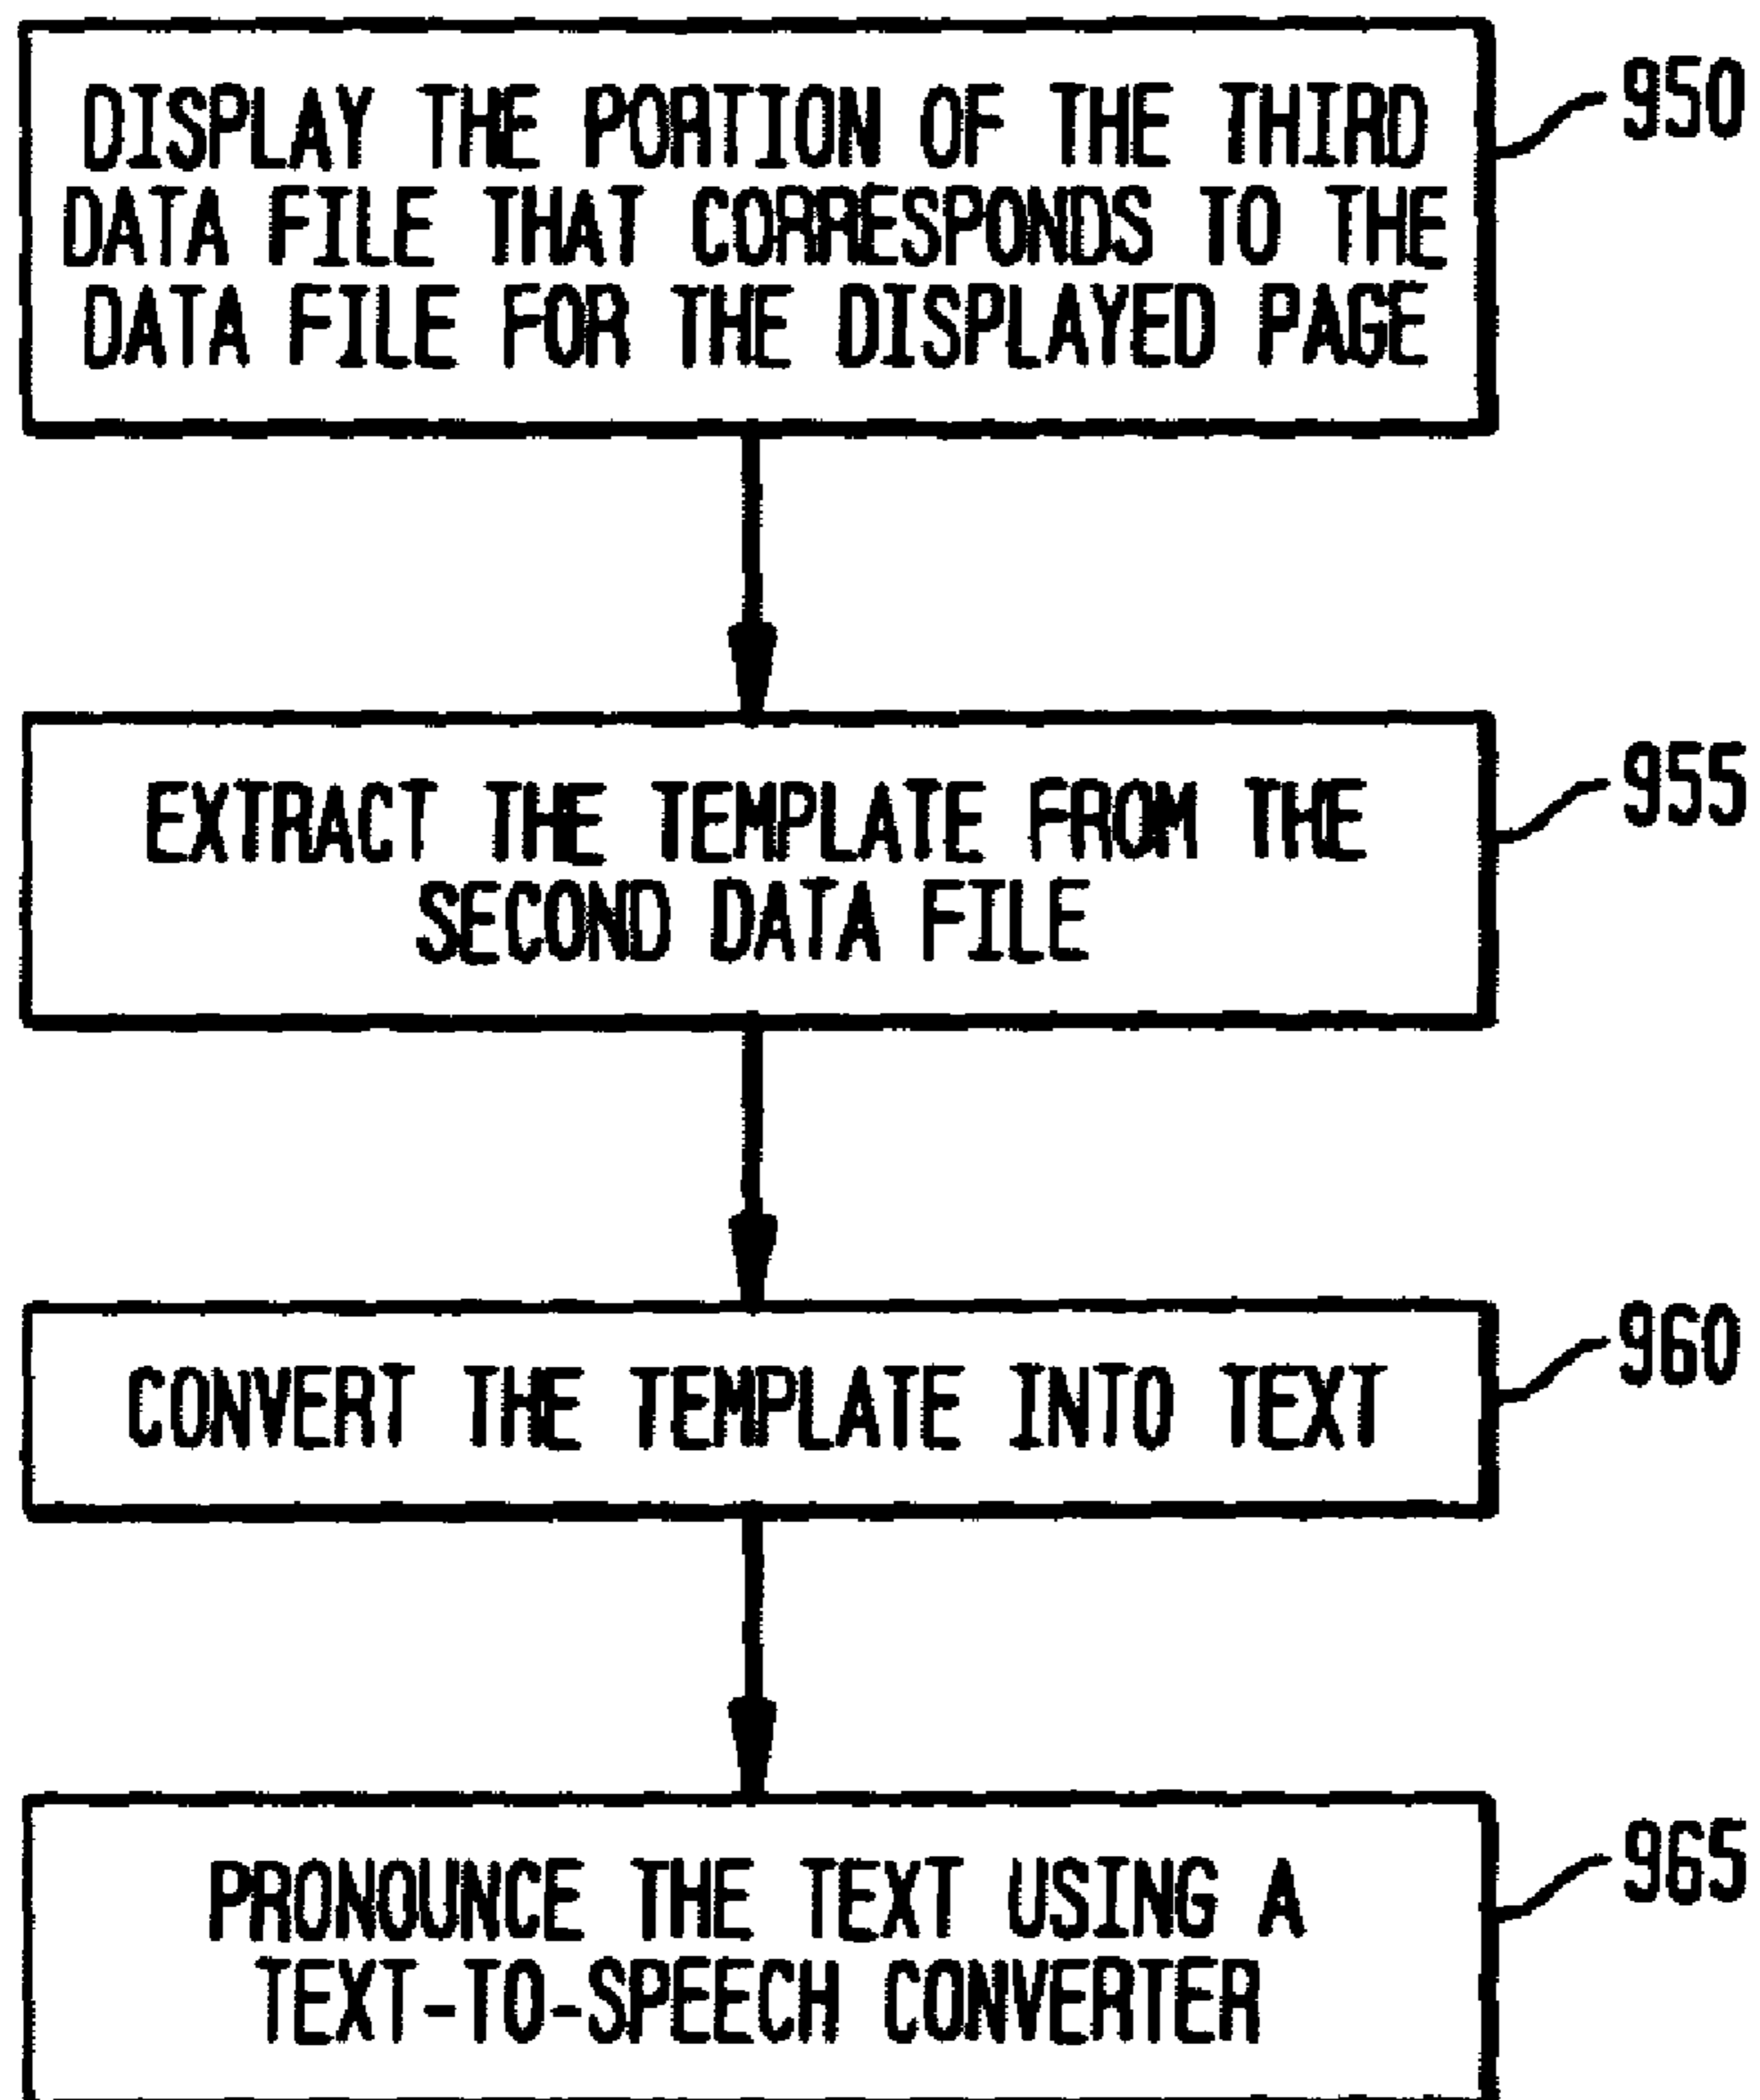 DISPLAY THE PORTION OF THE THIRD
DATA FILE THAT CORRESPONDS TO THE
DATA FILE FOR THE DISPLAYED PAGE
950
EXTRACT THE TEMPLATE FROM THE
SECOND DATA FILE
955
CONVERT THE TEMPLATE INTO TEXT
960
PRONOUNCE THE TEXT USING A
TEXT-TO-SPEECH CONVERTER
965